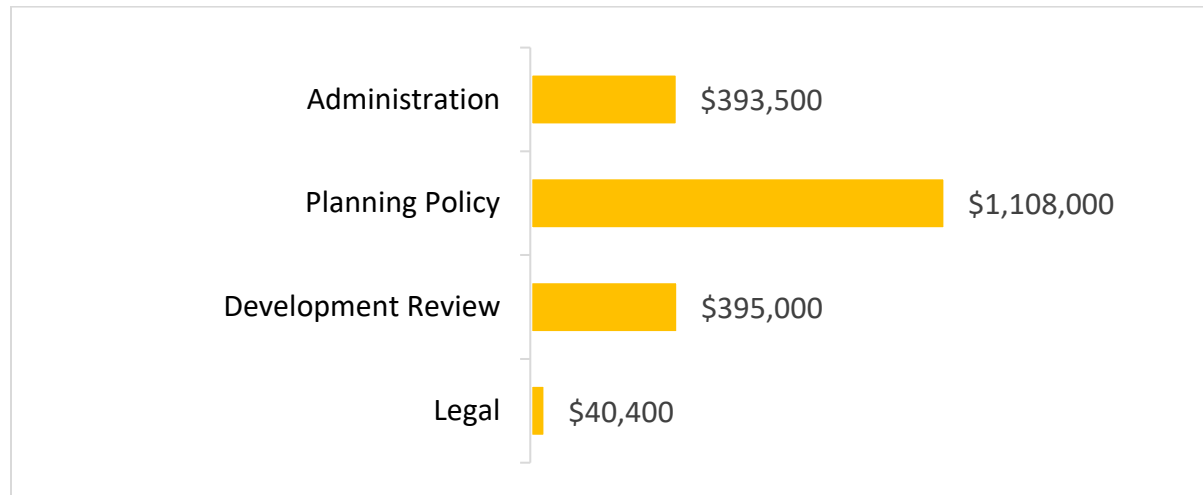 Administration $393,500
Planning Policy $1,108,000
Development Review $395,000
Legal $40,400